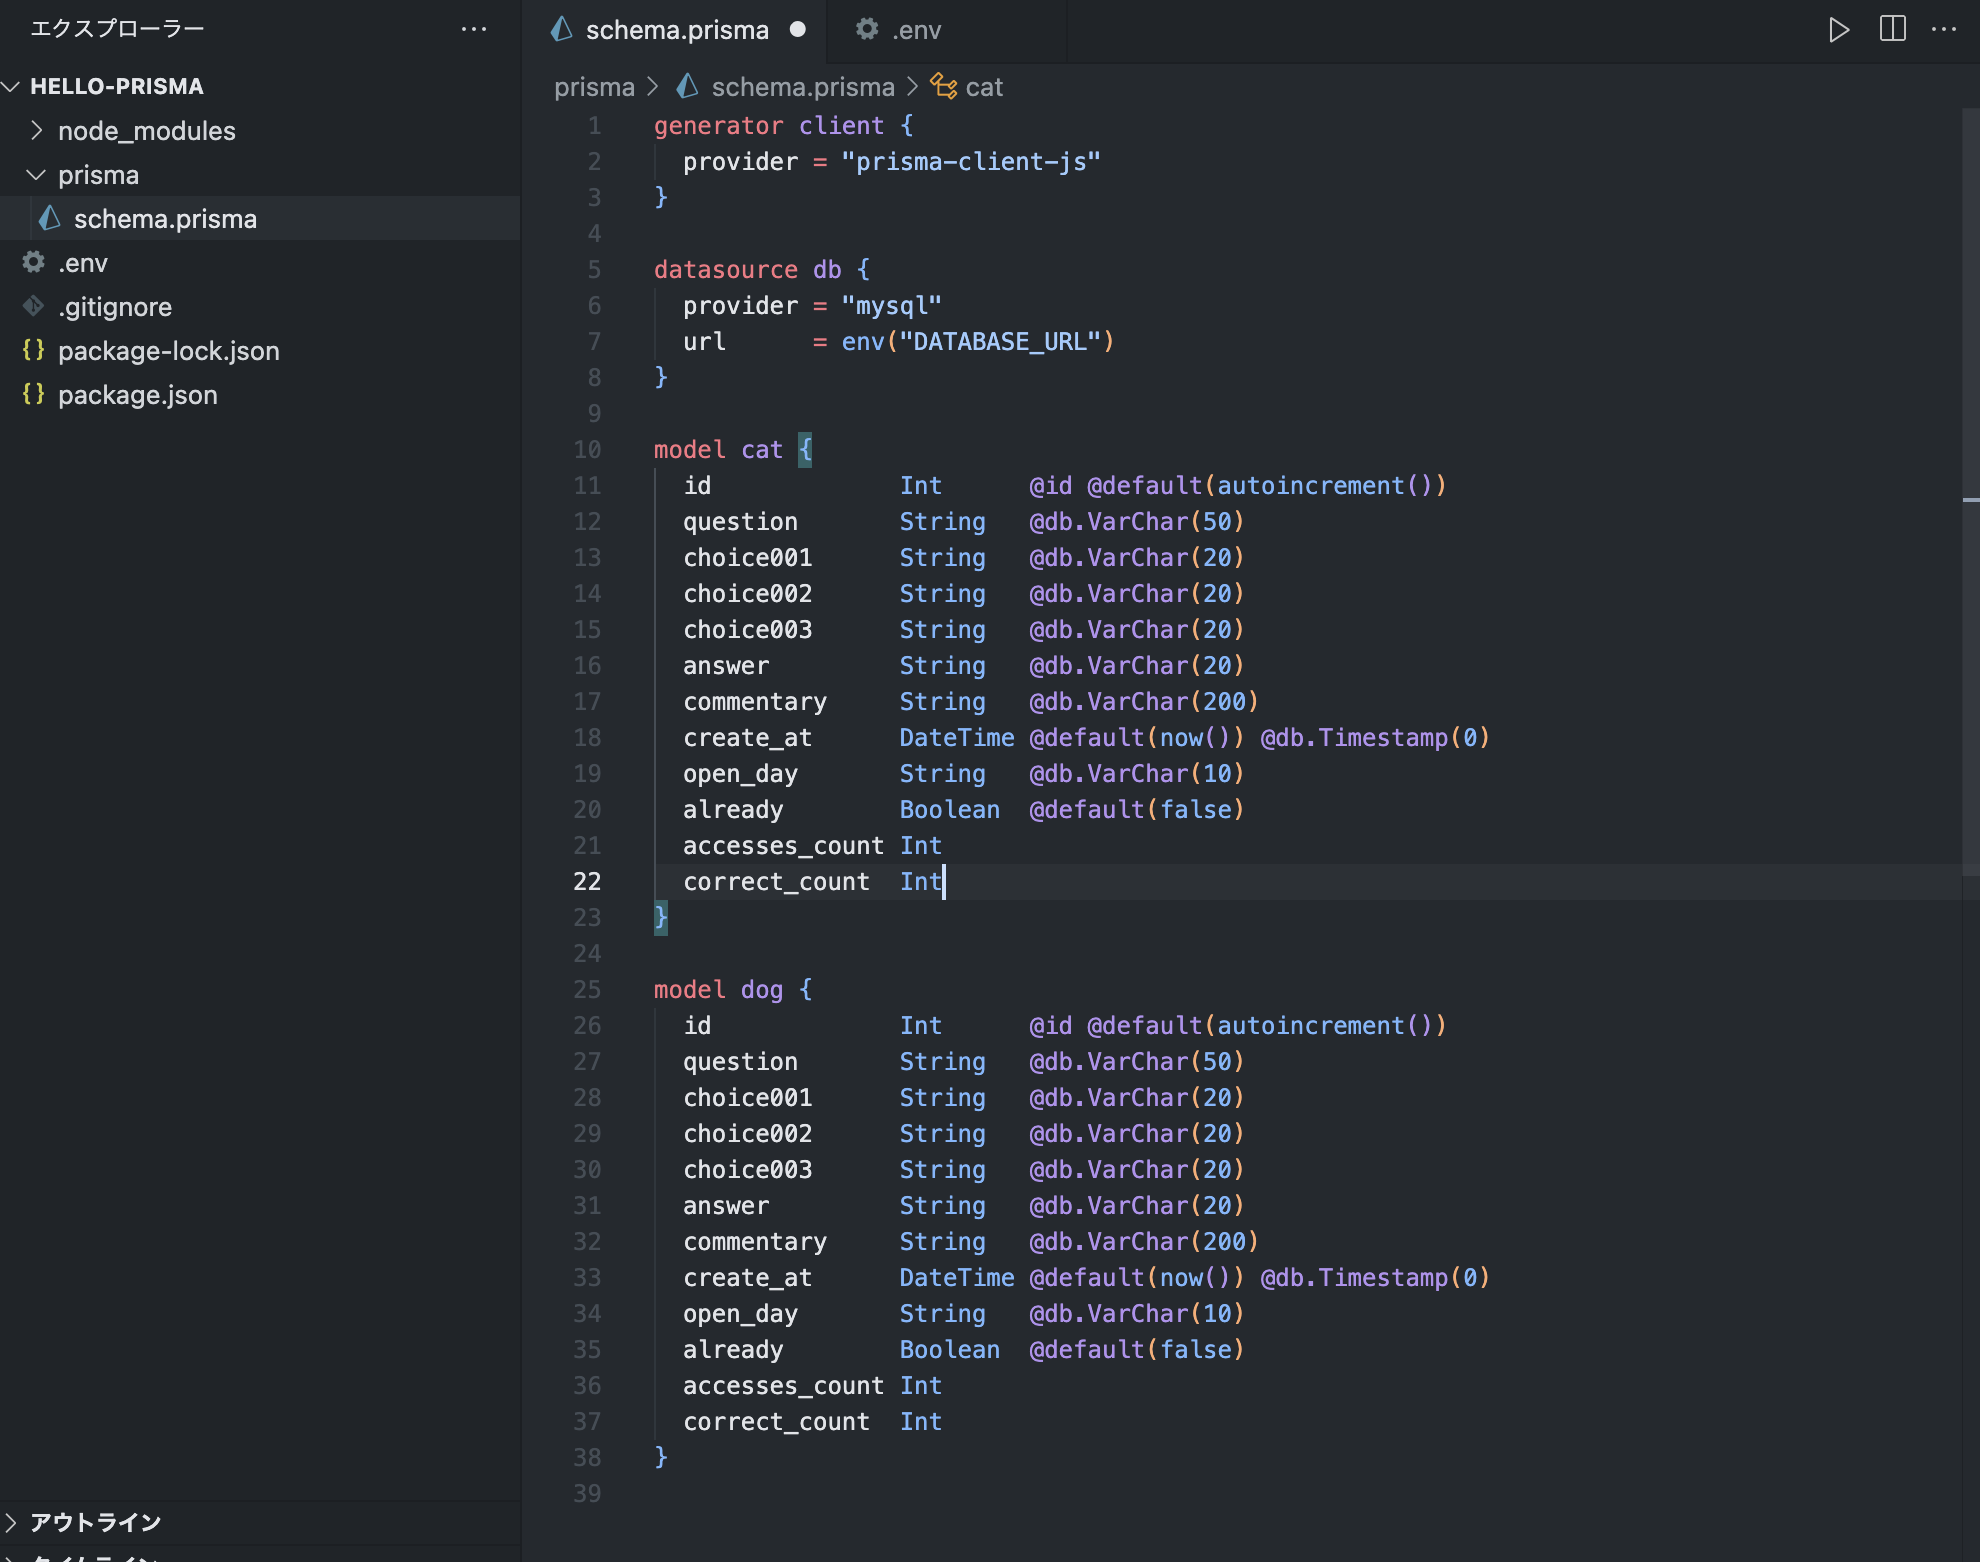 エクスプローラー
HELLO-PRISMA
node_modules
prisma
schema.prisma
.env
.gitignore
{} package-lock.json
{} package.json
アウトライン
タイムライン
schema.prisma
.env
prisma > schema.prisma > cat
1 generator client {
2 provider = "prisma-client-js"
3 }
4
5 datasource db {
6 provider = "mysql"
7 url = env("DATABASE_URL")
8 }
9
10 model cat {
11 id Int @id @default(autoincrement())
12 question String @db.VarChar(50)
13 choice001 String @db.VarChar(20)
14 choice002 String @db.VarChar(20)
15 choice003 String @db.VarChar(20)
16 answer String @db.VarChar(20)
17 commentary String @db.VarChar(200)
18 create_at DateTime @default(now()) @db.Timestamp(0)
19 open_day String @db.VarChar(10)
20 already Boolean @default(false)
21 accesses_count Int
22 correct_count Int
23 }
24
25 model dog {
26 id Int @id @default(autoincrement())
27 question String @db.VarChar(50)
28 choice001 String @db.VarChar(20)
29 choice002 String @db.VarChar(20)
30 choice003 String @db.VarChar(20)
31 answer String @db.VarChar(20)
32 commentary String @db.VarChar(200)
33 create_at DateTime @default(now()) @db.Timestamp(0)
34 open_day String @db.VarChar(10)
35 already Boolean @default(false)
36 accesses_count Int
37 correct_count Int
38 }
39